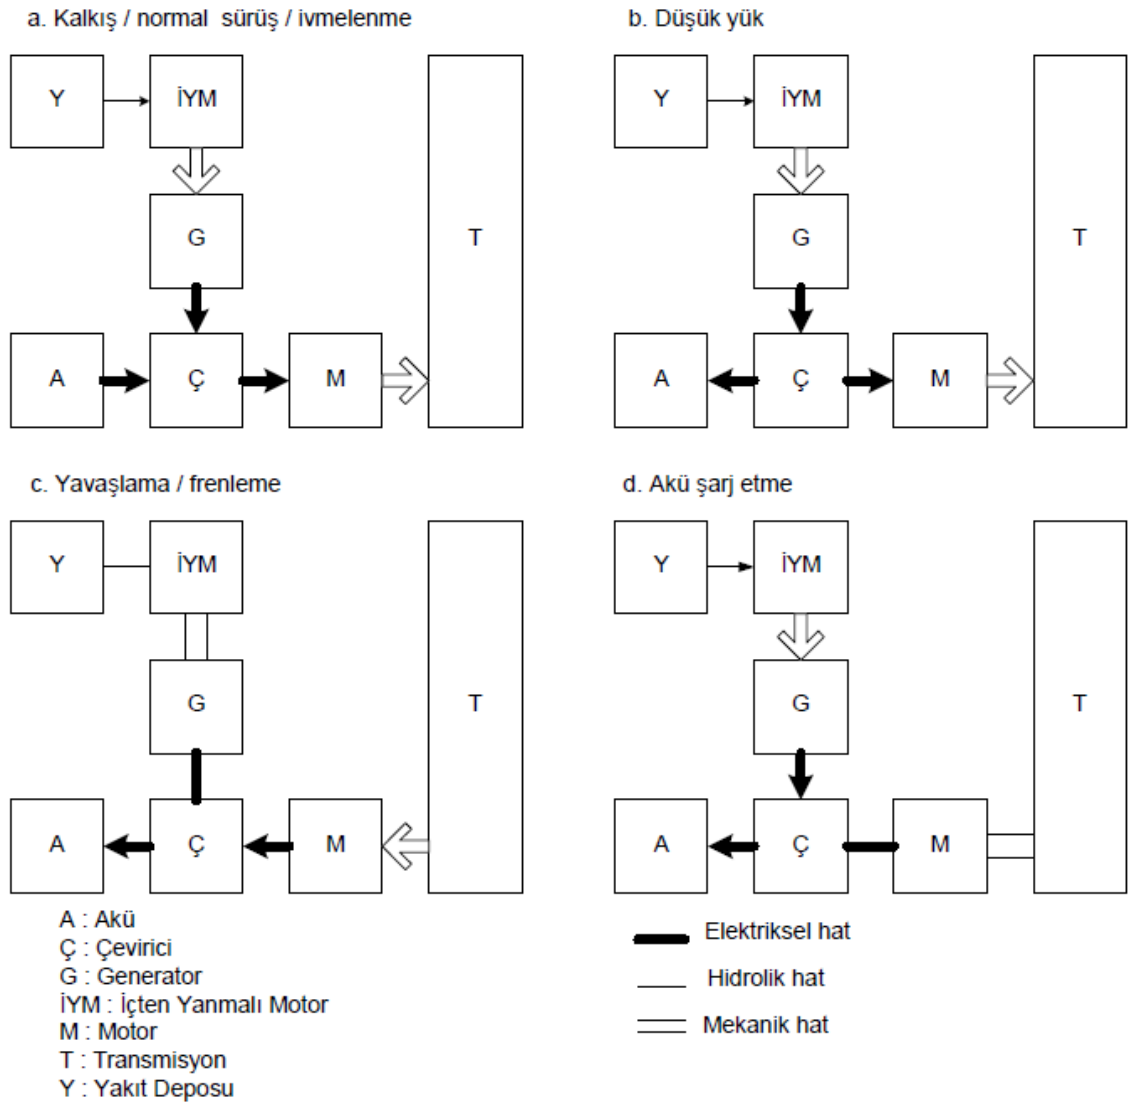 a. Kalkış / normal sürüş / ivmelenme
Y
İYM
G
T
A
Ç
M
b. Düşük yük
Y
İYM
G
T
A
Ç
M
c. Yavaşlama / frenleme
Y
İYM
G
T
A
Ç
M
d. Akü şarj etme
Y
İYM
G
T
A
Ç
M
A : Akü
Ç : Çevirici
G : Generator
İYM : İçten Yanmalı Motor
M : Motor
T : Transmisyon
Y : Yakıt Deposu
Elektriksel hat
Hidrolik hat
Mekanik hat